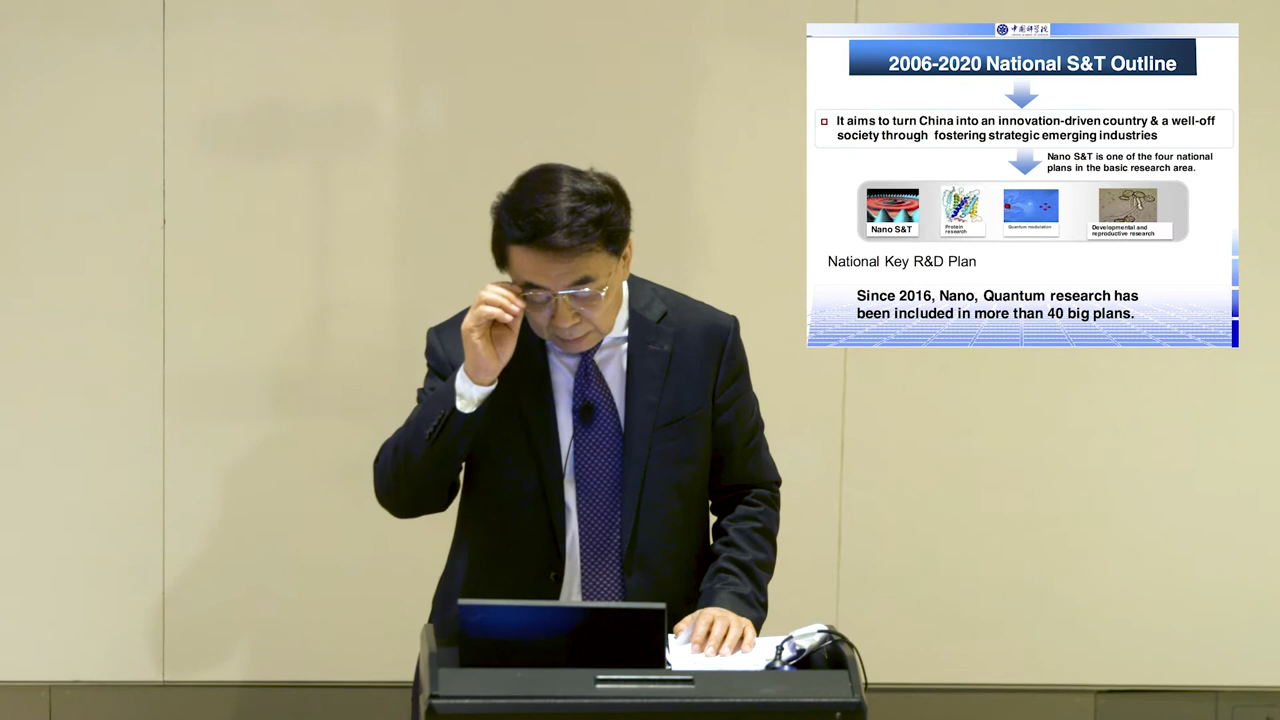 中国科学院
2006-2020 National S&T Outline
It aims to turn China into an innovation-driven country & a well-off
society through fostering strategic emerging industries
Nano S&T is one of the four national
plans in the basic research area.
Nano S&T
Protein
research
Quantum modulation
Developmental and
reproductive research
National Key R&D Plan
Since 2016, Nano, Quantum research has
been included in more than 40 big plans.